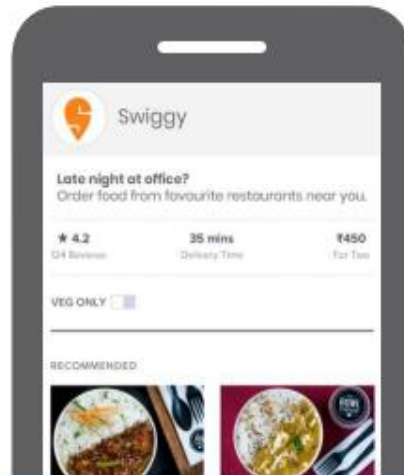 Swiggy
Late night at office?
Order food from favourite restaurants near you.
★ 4.2 35 mins ₹450
124 Reviews Delivery Time For Two
VEG ONLY
RECOMMENDED